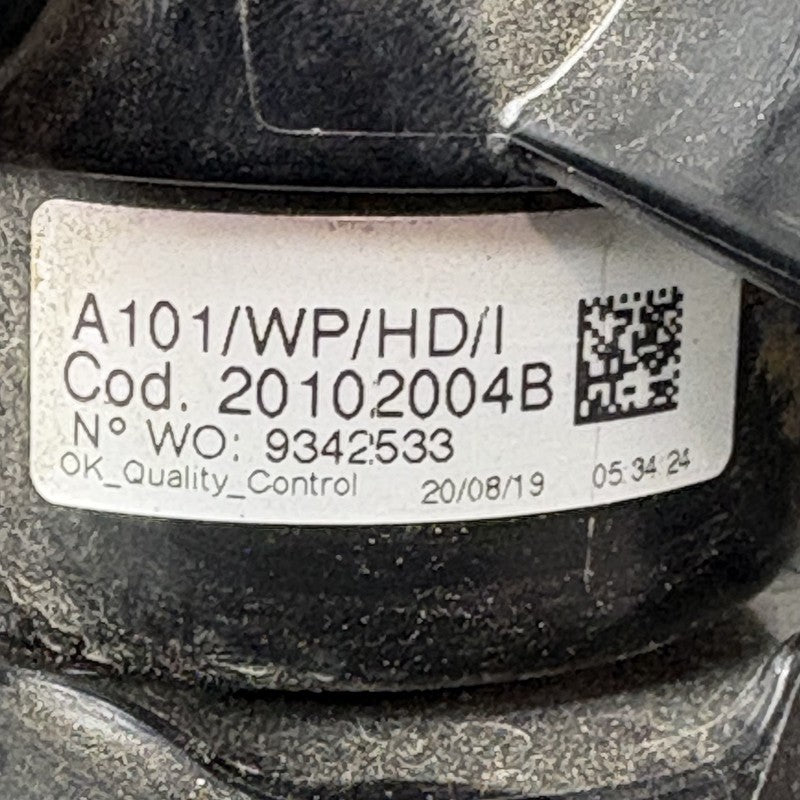 A101/WP/HD/I
Cod. 20102004B
N° WO: 9342533
OK_Quality_Control 20/08/19 05:34:24